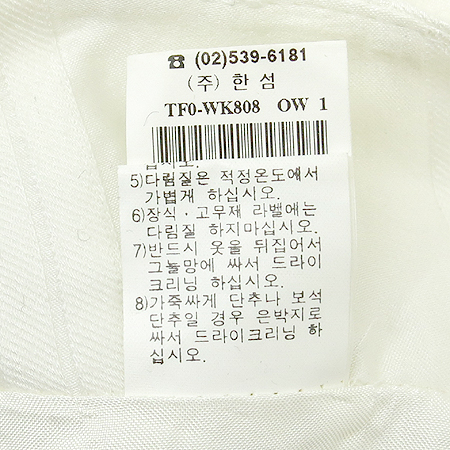 ☎ (02)539-6181
(주) 한 섬
TF0-WK808 OW 1
십시오.
5)다림질은 적정온도에서
가볍게 하십시오.
6)장식·고무제 라벨에는
다림질 하지마십시오.
7)반드시 옷을 뒤집어서
그눌망에 싸서 드라이
크리닝 하십시오.
8)가죽싸게 단추나 보석
단추일 경우 은박지로
싸서 드라이크리닝 하
십시오.